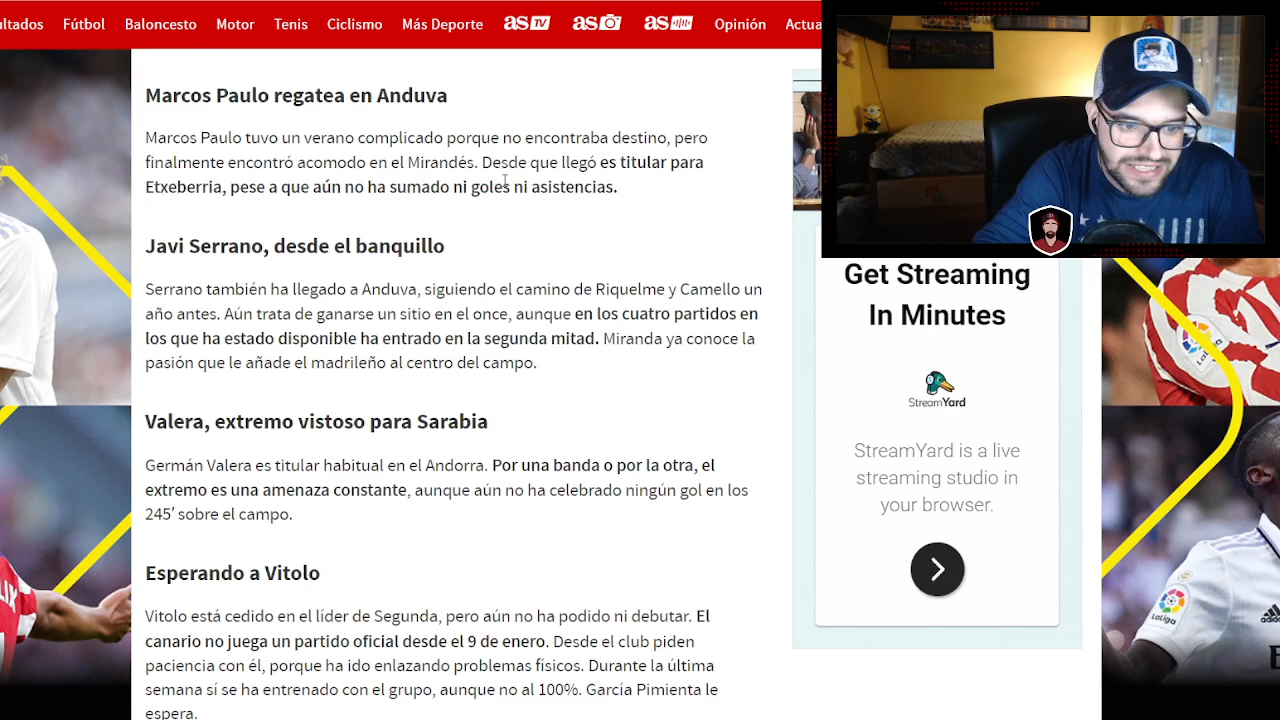 ultados Fútbol Baloncesto Motor Tenis Ciclismo Más Deporte as TV as as Opinión Actua
Marcos Paulo regatea en Anduva
Marcos Paulo tuvo un verano complicado porque no encontraba destino, pero
finalmente encontró acomodo en el Mirandés. Desde que llegó es titular para
Etxeberria, pese a que aún no ha sumado ni goles ni asistencias.
Javi Serrano, desde el banquillo
Serrano también ha llegado a Anduva, siguiendo el camino de Riquelme y Camello un
año antes. Aún trata de ganarse un sitio en el once, aunque en los cuatro partidos en
los que ha estado disponible ha entrado en la segunda mitad. Miranda ya conoce la
pasión que le añade el madrileño al centro del campo.
Valera, extremo vistoso para Sarabia
Germán Valera es titular habitual en el Andorra. Por una banda o por la otra, el
extremo es una amenaza constante, aunque aún no ha celebrado ningún gol en los
245’ sobre el campo.
Esperando a Vitolo
Vitolo está cedido en el líder de Segunda, pero aún no ha podido ni debutar. El
canario no juega un partido oficial desde el 9 de enero. Desde el club piden
paciencia con él, porque ha ido enlazando problemas físicos. Durante la última
semana sí se ha entrenado con el grupo, aunque no al 100%. García Pimienta le
espera.
Get Streaming
In Minutes
StreamYard
StreamYard is a live
streaming studio in
your browser.
LaLiga
LaLiga
LIX